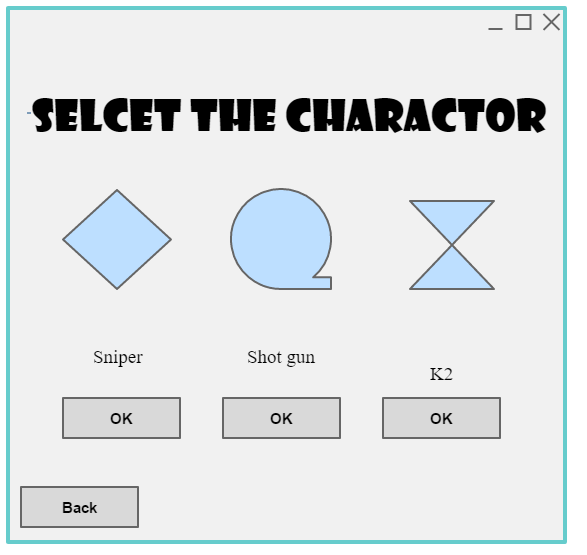 SELCET THE CHARACTOR
Sniper
Shot gun
K2
OK
OK
OK
Back